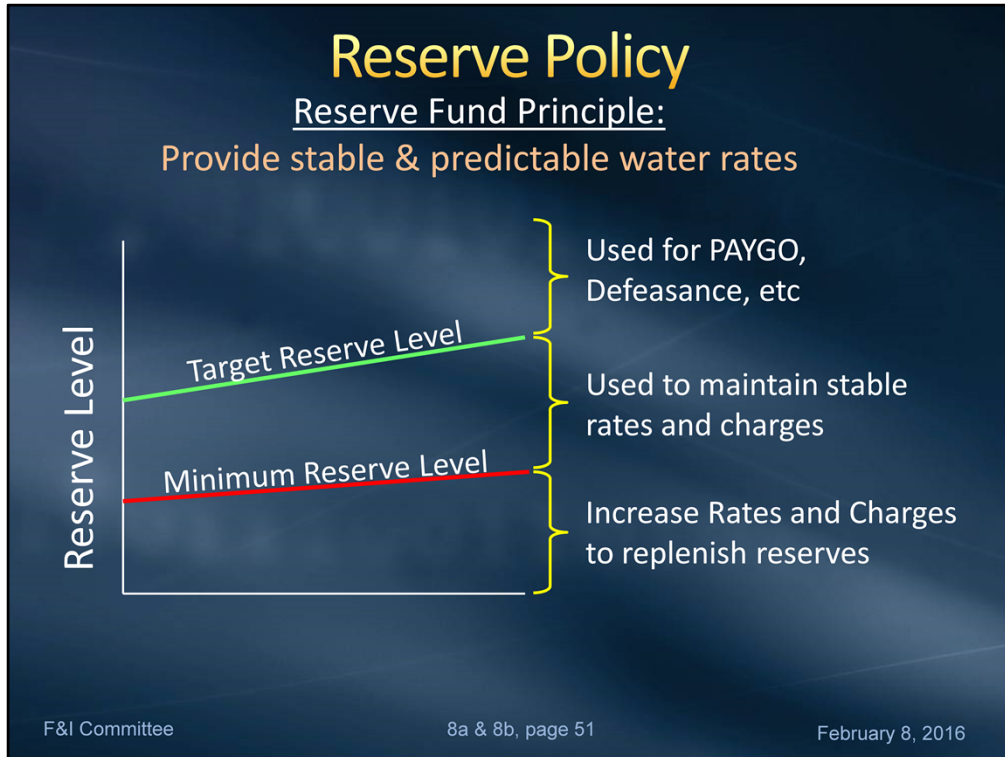 Reserve Policy
Reserve Fund Principle:
Provide stable & predictable water rates
Reserve Level
Target Reserve Level
Minimum Reserve Level
Used for PAYGO,
Defeasance, etc
Used to maintain stable
rates and charges
Increase Rates and Charges
to replenish reserves
F&I Committee
8a & 8b, page 51
February 8, 2016